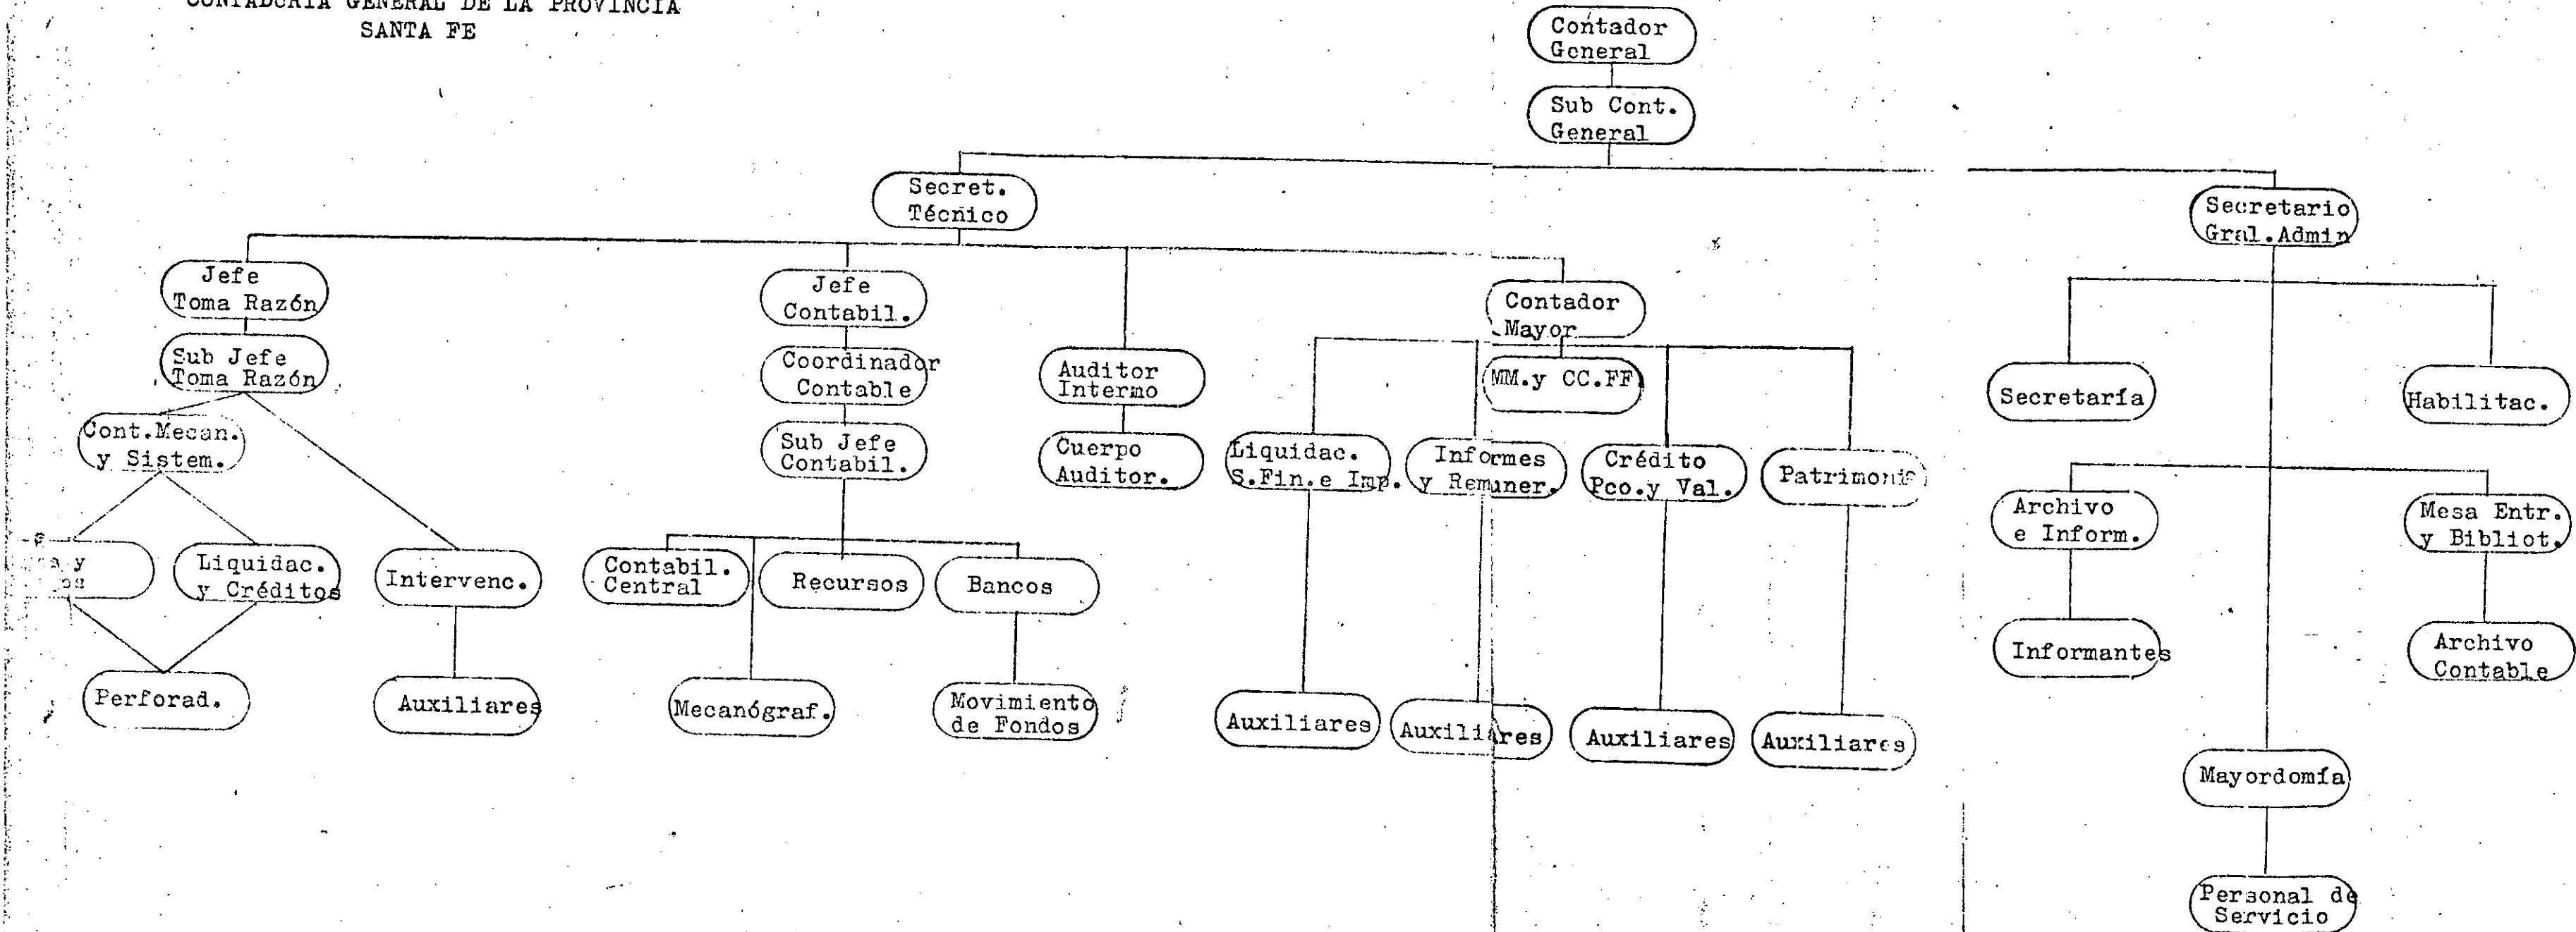 CONTADURIA GENERAL DE LA PROVINCIA
SANTA FE
Contador
General
Sub Cont.
General
Secret.
Técnico
Secretario
Gral.Admin
Jefe
Toma Razón
Jefe
Contabil.
Contador
Mayor
Sub Jefe
Toma Razón
Coordinador
Contable
Auditor
Intermo
MM.y CC.FF
Secretaría
Habilitac.
Cont.Mecan.
y Sistem.
Sub Jefe
Contabil.
Cuerpo
Auditor.
Liquidac.
S.Fin.e Imp.
Informes
y Remuner.
Crédito
Pco.y Val.
Patrimonio
Archivo
e Inform.
Mesa Entr.
y Bibliot.
y
Liquidac.
y Créditos
Intervenc.
Contabil.
Central
Recursos
Bancos
Informantes
Archivo
Contable
Perforad.
Auxiliares
Mecanógraf.
Movimiento
de Fondos
Auxiliares
Auxiliares
Auxiliares
Auxiliares
Mayordomía
Personal de
Servicio